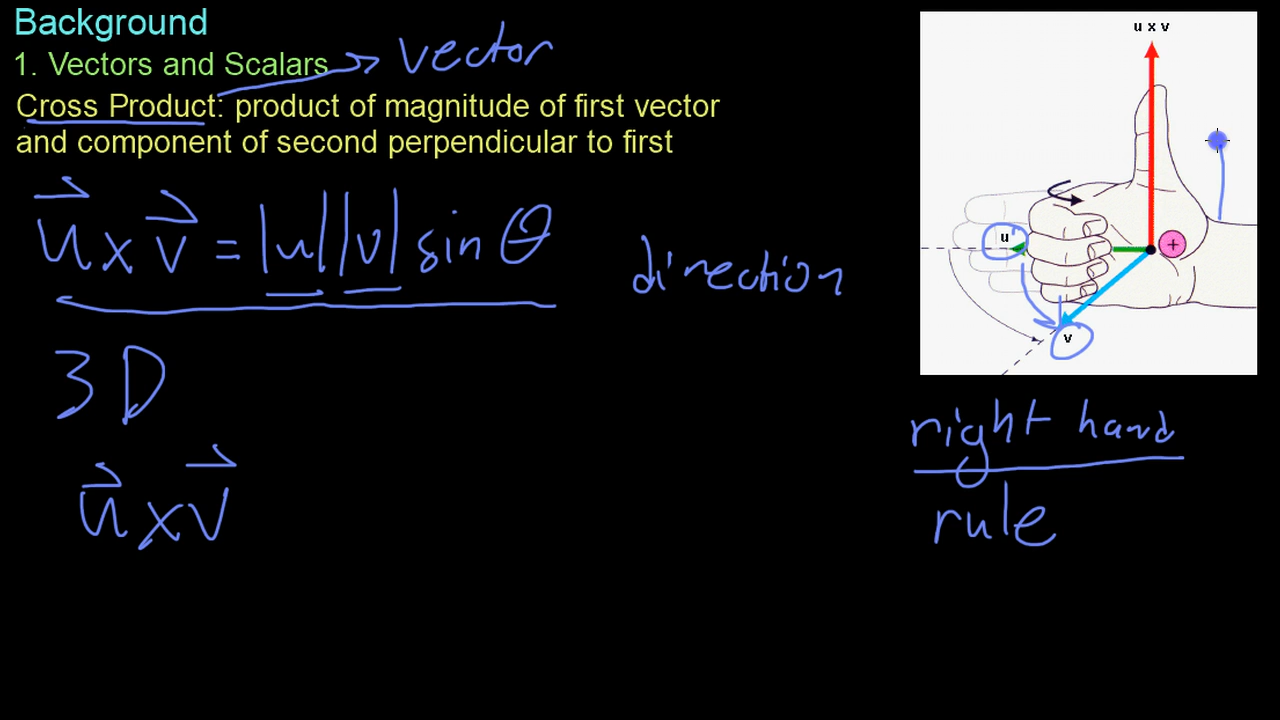 Background
1. Vectors and Scalars → vector
Cross Product: product of magnitude of first vector
and component of second perpendicular to first
u⃗ x v⃗ = |u||v| sin θ
direction
3D
u⃗ x v⃗
u x v
u
+
v
right hand
rule